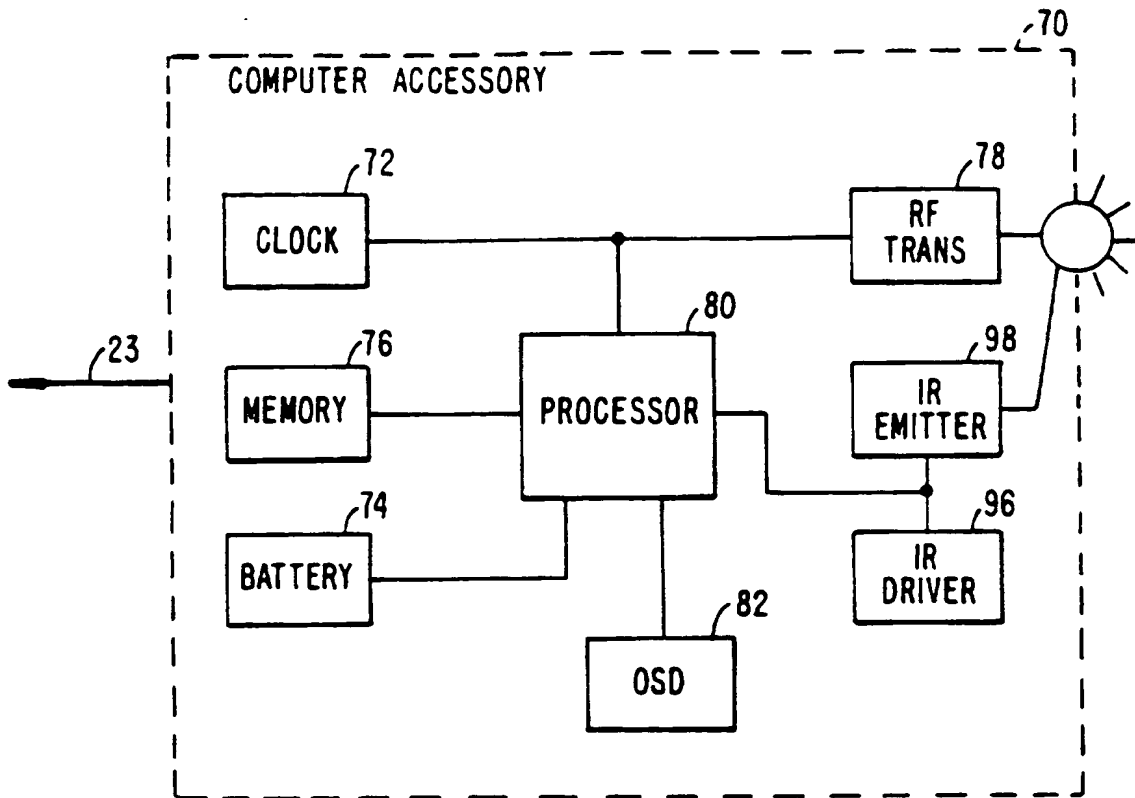 70
COMPUTER ACCESSORY
72
CLOCK
78
RF
TRANS
80
PROCESSOR
23
76
MEMORY
98
IR
EMITTER
74
BATTERY
96
IR
DRIVER
82
OSD